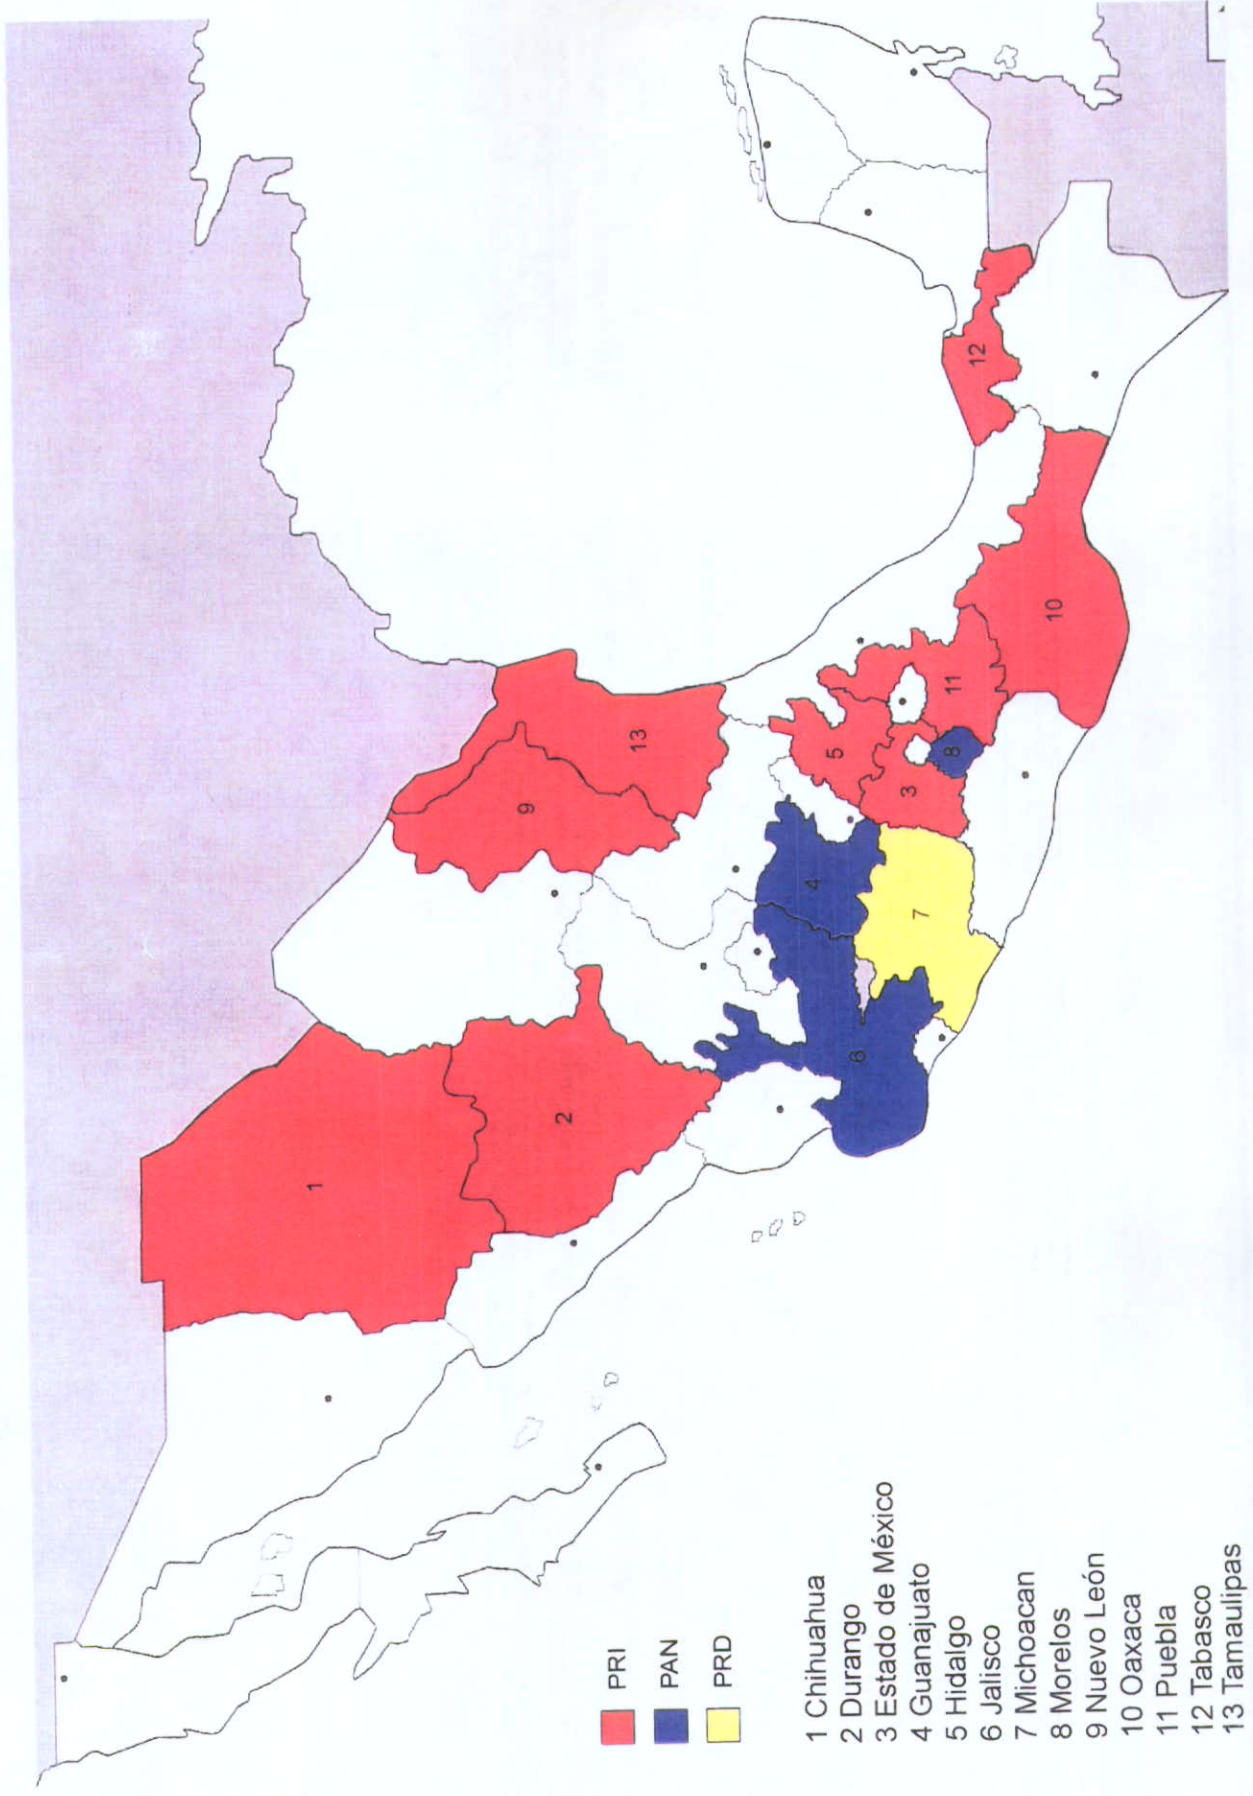 1
2
9
13
4
6
7
5
3
8
11
10
12
PRI
PAN
PRD
1 Chihuahua
2 Durango
3 Estado de México
4 Guanajuato
5 Hidalgo
6 Jalisco
7 Michoacan
8 Morelos
9 Nuevo León
10 Oaxaca
11 Puebla
12 Tabasco
13 Tamaulipas